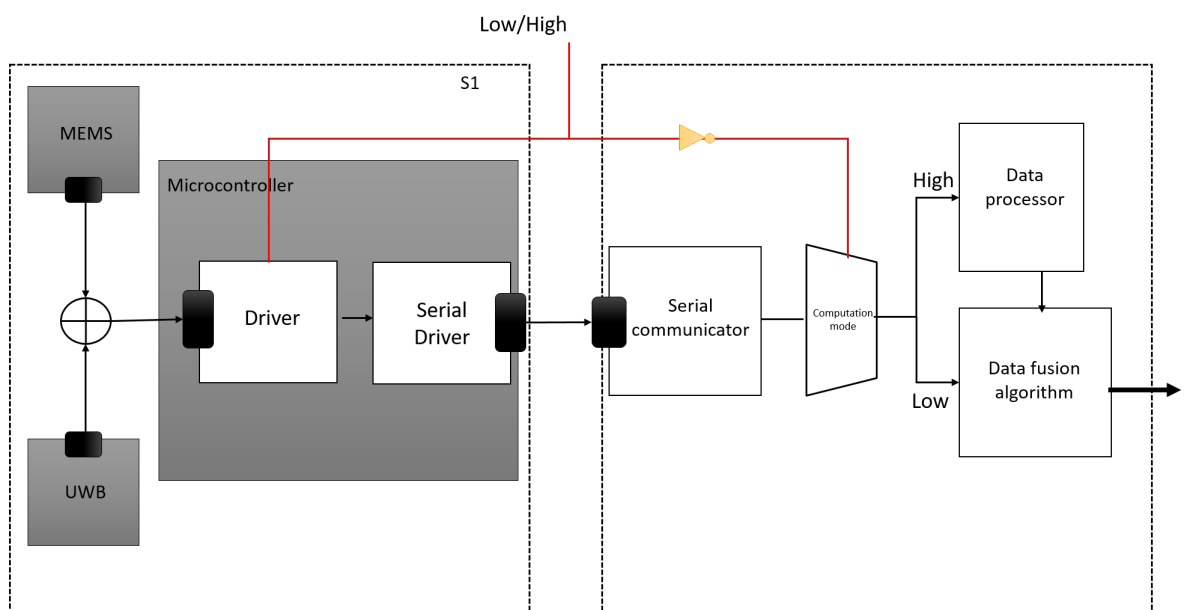 Low/High
S1
MEMS
Microcontroller
Driver
Serial
Driver
UWB
Serial
communicator
Computation
mode
High
Low
Data
processor
Data fusion
algorithm